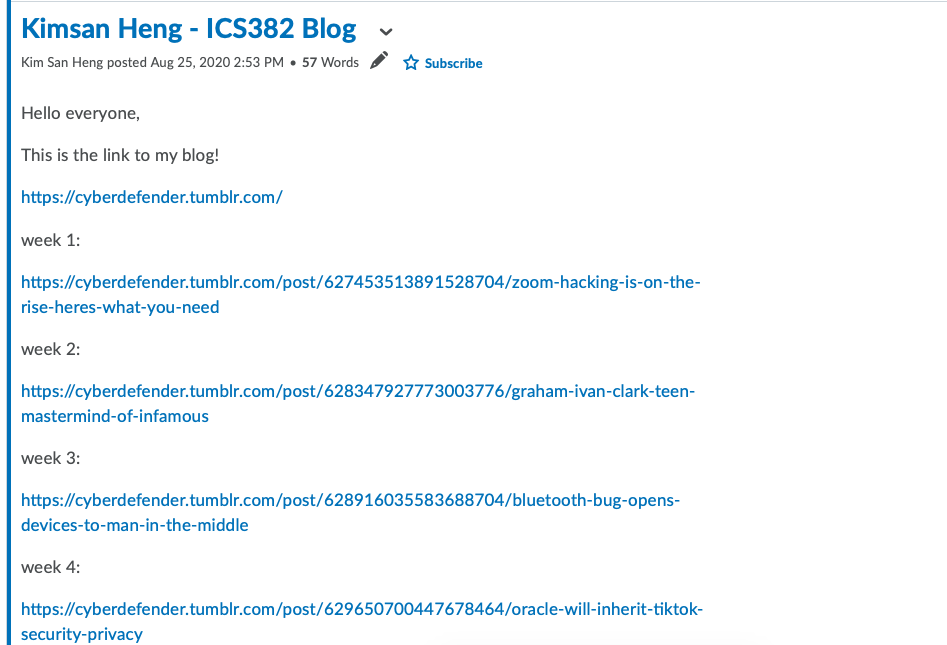 Kimsan Heng - ICS382 Blog
Kim San Heng posted Aug 25, 2020 2:53 PM • 57 Words Subscribe
Hello everyone,
This is the link to my blog!
https://cyberdefender.tumblr.com/
week 1:
https://cyberdefender.tumblr.com/post/627453513891528704/zoom-hacking-is-on-the-
rise-heres-what-you-need
week 2:
https://cyberdefender.tumblr.com/post/628347927773003776/graham-ivan-clark-teen-
mastermind-of-infamous
week 3:
https://cyberdefender.tumblr.com/post/628916035583688704/bluetooth-bug-opens-
devices-to-man-in-the-middle
week 4:
https://cyberdefender.tumblr.com/post/629650700447678464/oracle-will-inherit-tiktok-
security-privacy